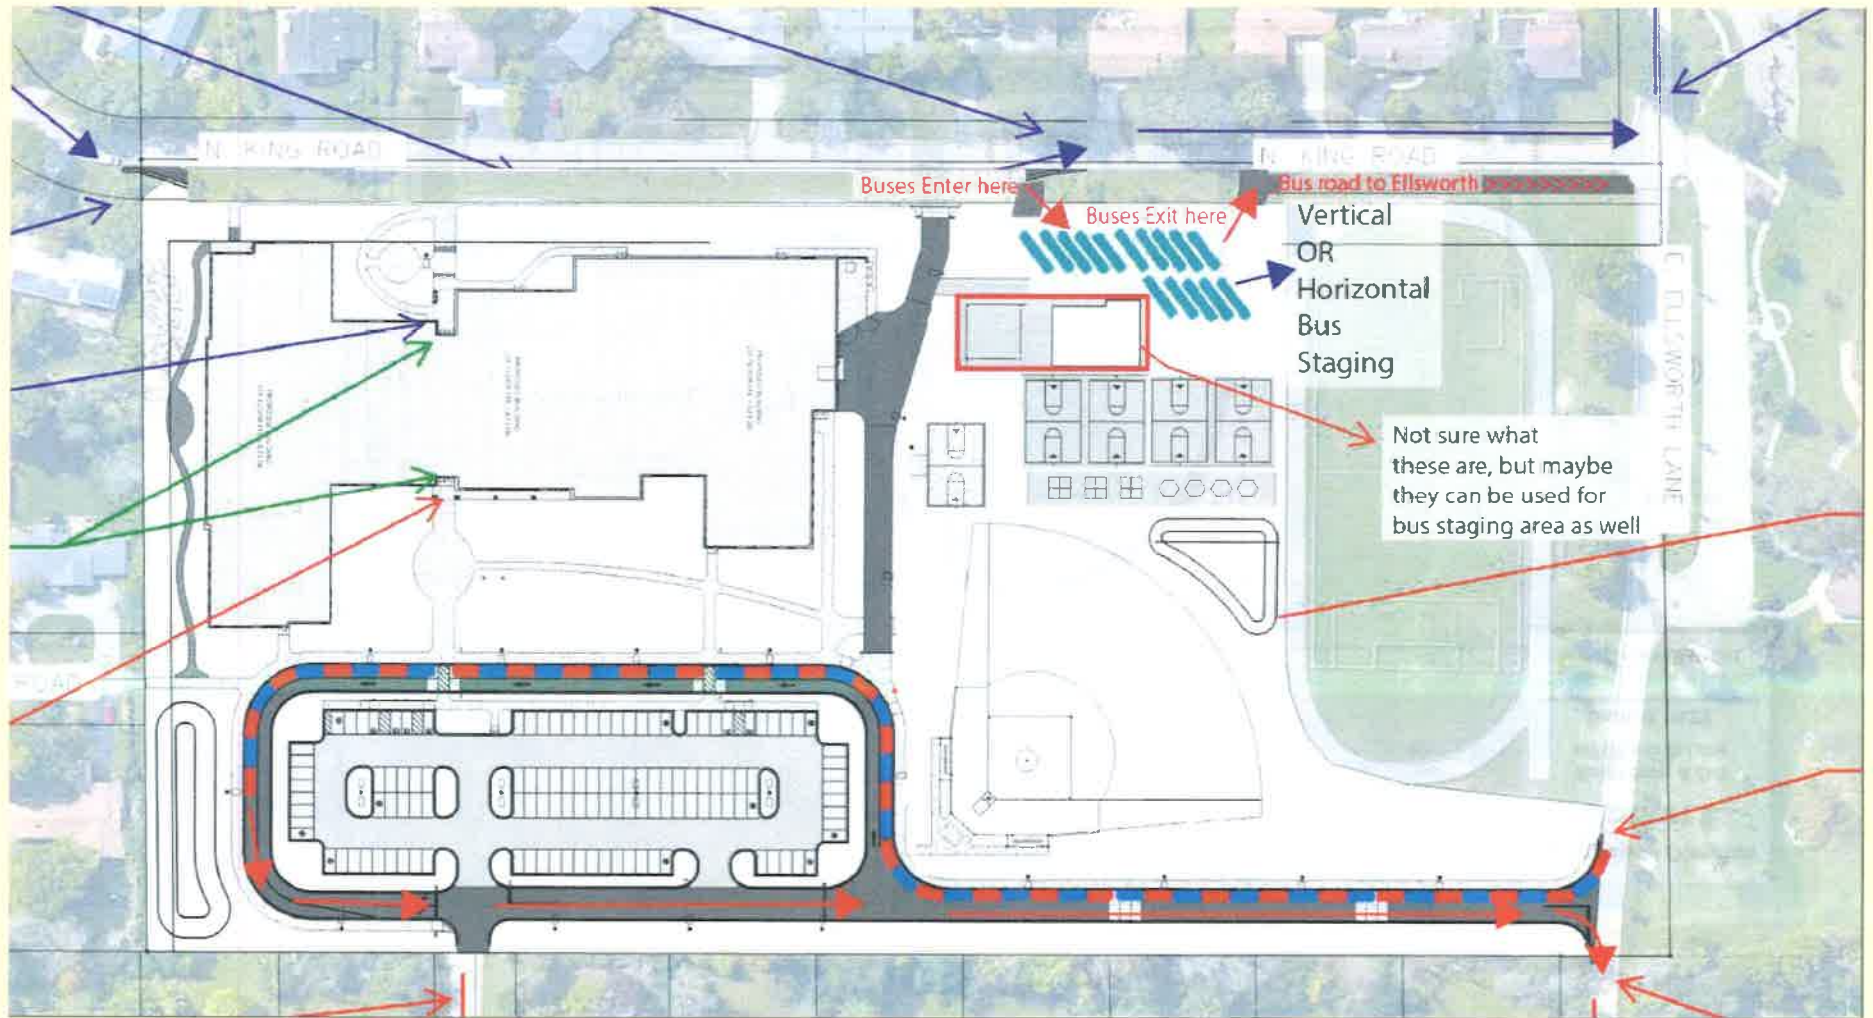 N. KING ROAD
N. KING ROAD
Buses Enter here
Bus road to Ellsworth >>>>>>>>>>>
Buses Exit here
Vertical
OR
Horizontal
Bus
Staging
E. ELLSWORTH LANE
Not sure what
these are, but maybe
they can be used for
bus staging area as well
ROAD